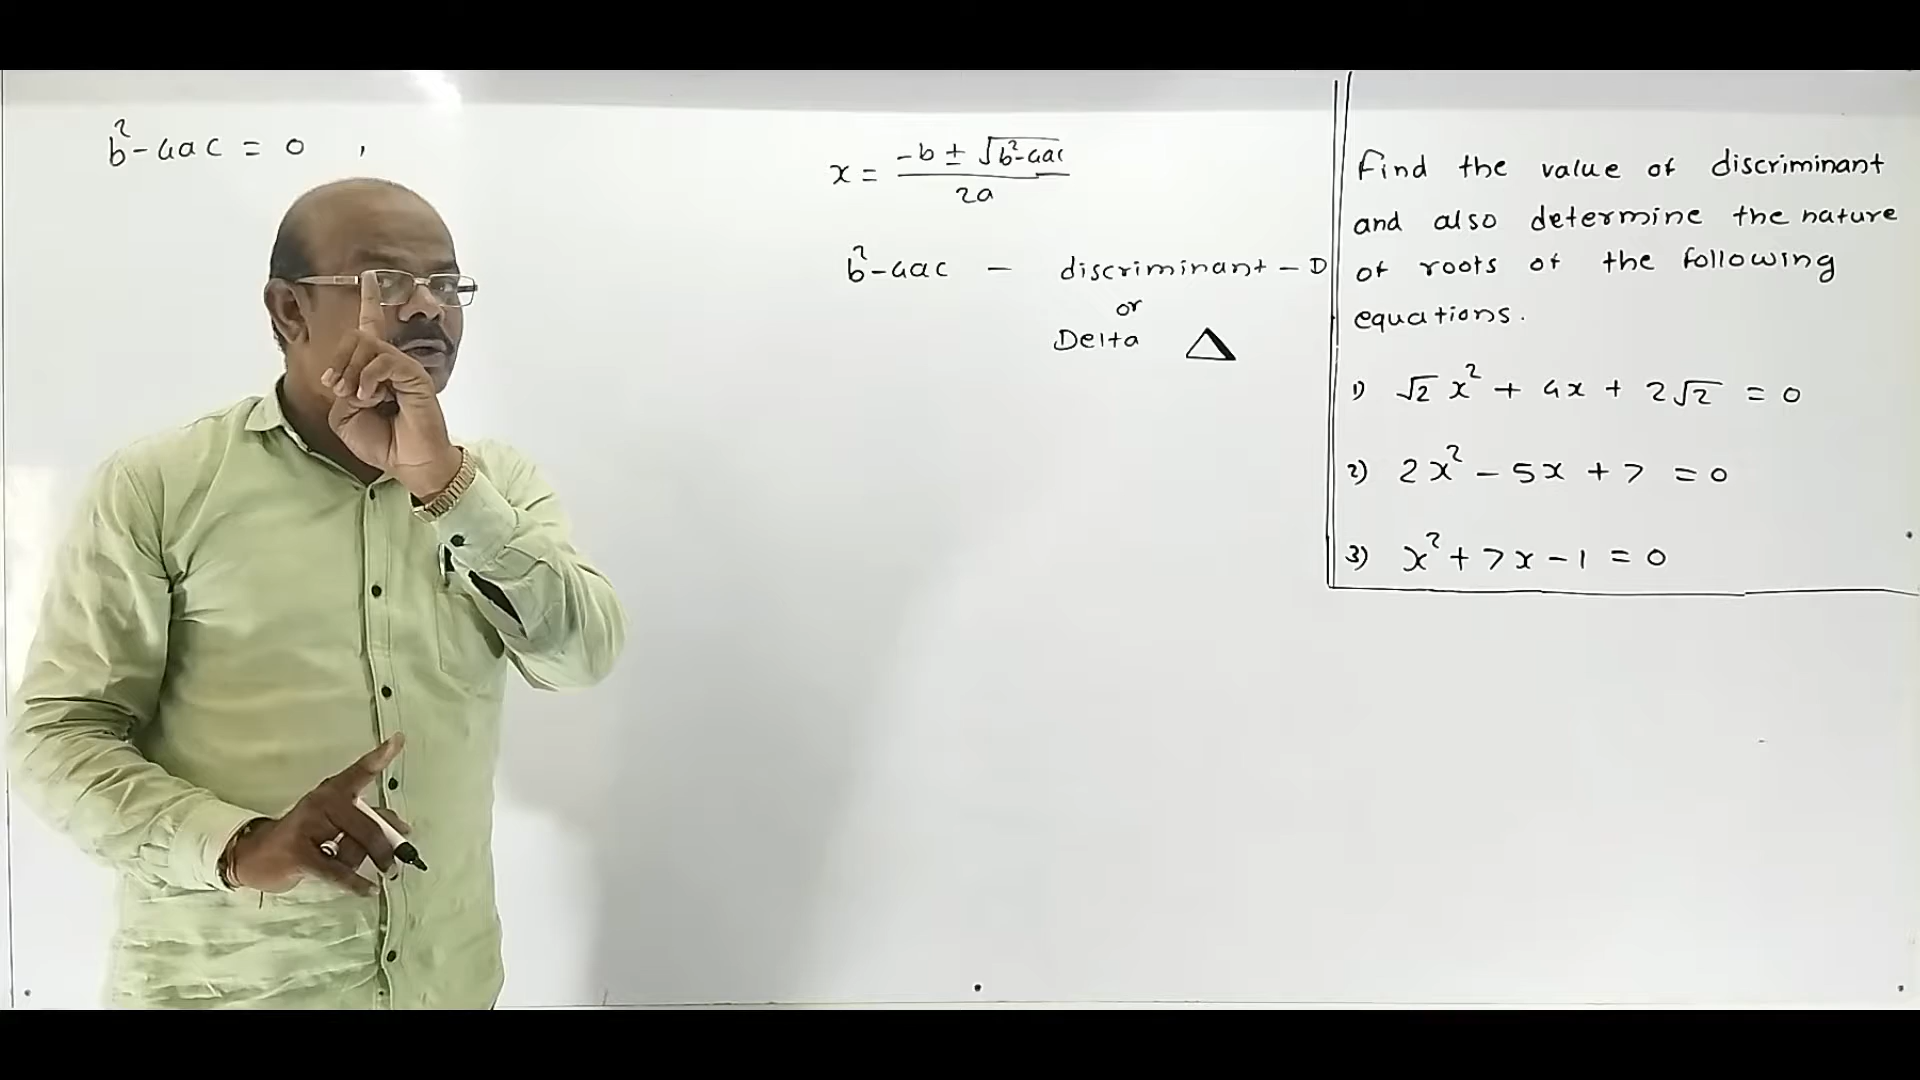 b² - 4ac = 0 ,
x = -b ± √b²-4ac / 2a
b² - 4ac — discriminant - D
or
Delta △
Find the value of discriminant
and also determine the nature
of roots of the following
equations.
1) √2 x² + 4x + 2√2 = 0
2) 2x² - 5x + 7 = 0
3) x² + 7x - 1 = 0